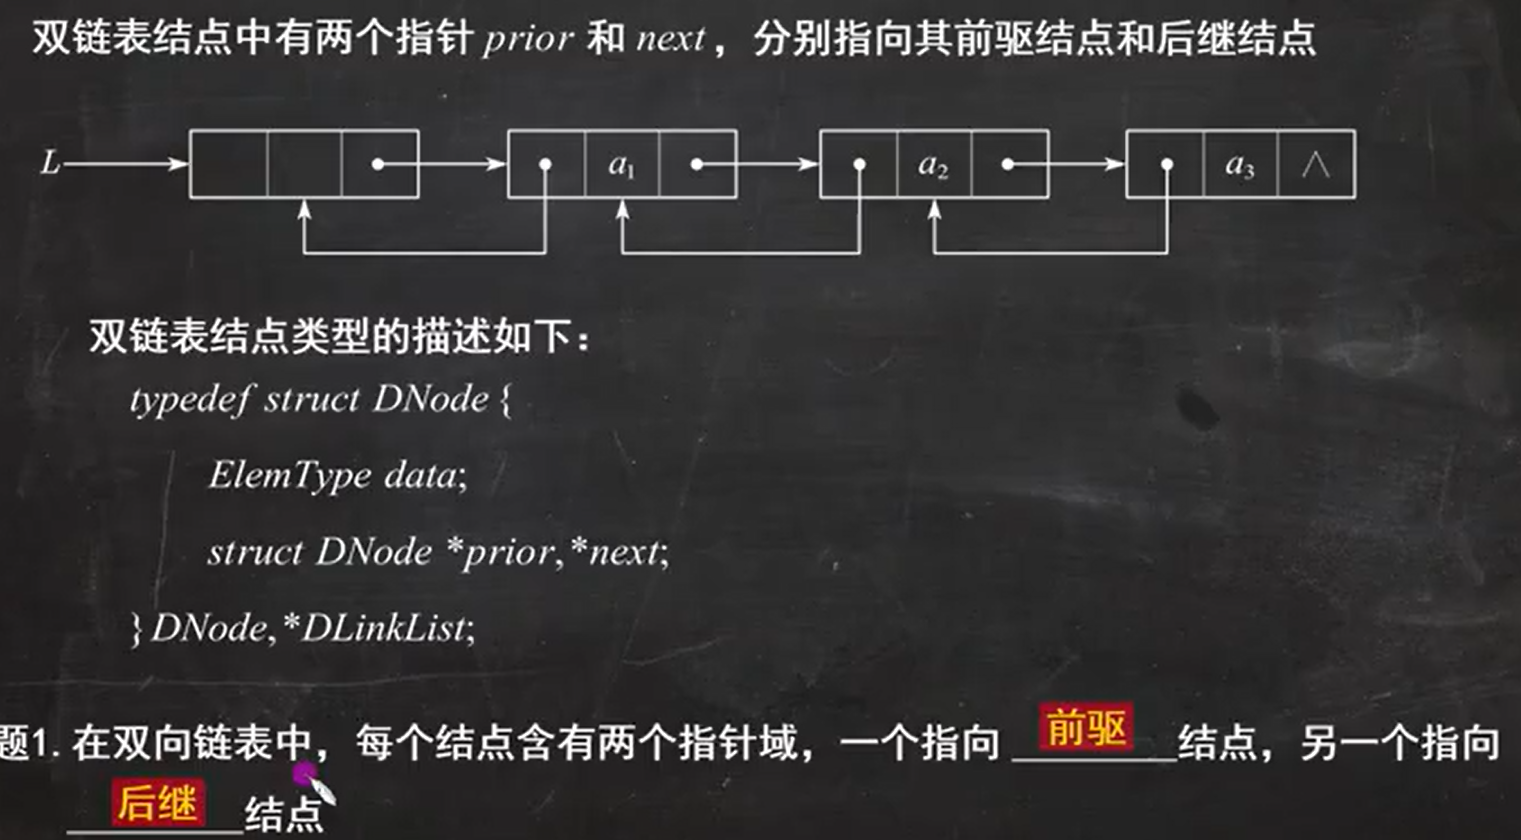 双链表结点中有两个指针 prior 和 next，分别指向其前驱结点和后继结点
L a₁ a₂ a₃ ∧
双链表结点类型的描述如下：
typedef struct DNode {
ElemType data;
struct DNode *prior,*next;
} DNode,*DLinkList;
题1. 在双向链表中，每个结点含有两个指针域，一个指向 前驱 结点，另一个指向
后继 结点